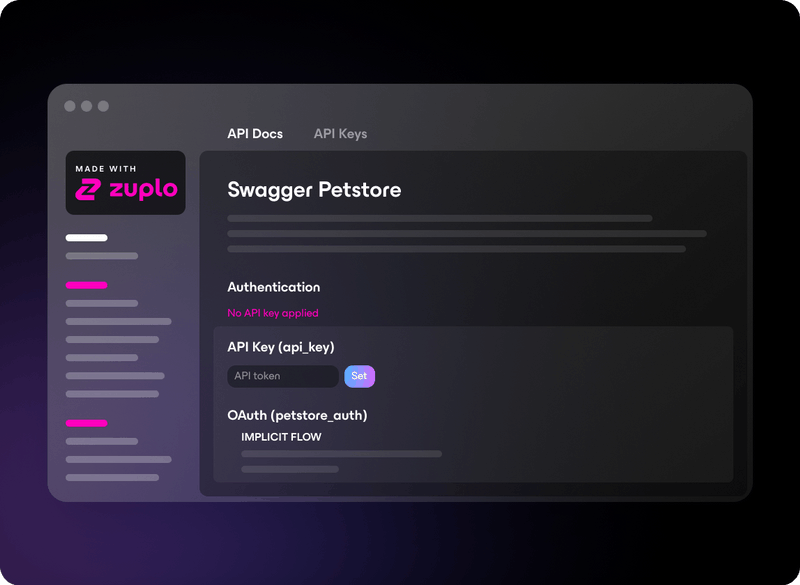 API Docs
API Keys
MADE WITH
zuplo
Swagger Petstore
Authentication
No API key applied
API Key (api_key)
API token
Set
OAuth (petstore_auth)
IMPLICIT FLOW